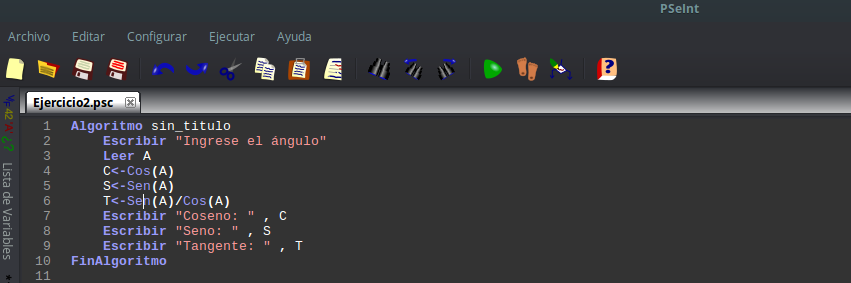 PSeInt
Archivo Editar Configurar Ejecutar Ayuda
Ejercicio2.psc
Lista de Variables
1 Algoritmo sin_titulo
2 Escribir "Ingrese el ángulo"
3 Leer A
4 C<-Cos(A)
5 S<-Sen(A)
6 T<-Sen(A)/Cos(A)
7 Escribir "Coseno: " , C
8 Escribir "Seno: " , S
9 Escribir "Tangente: " , T
10 FinAlgoritmo
11